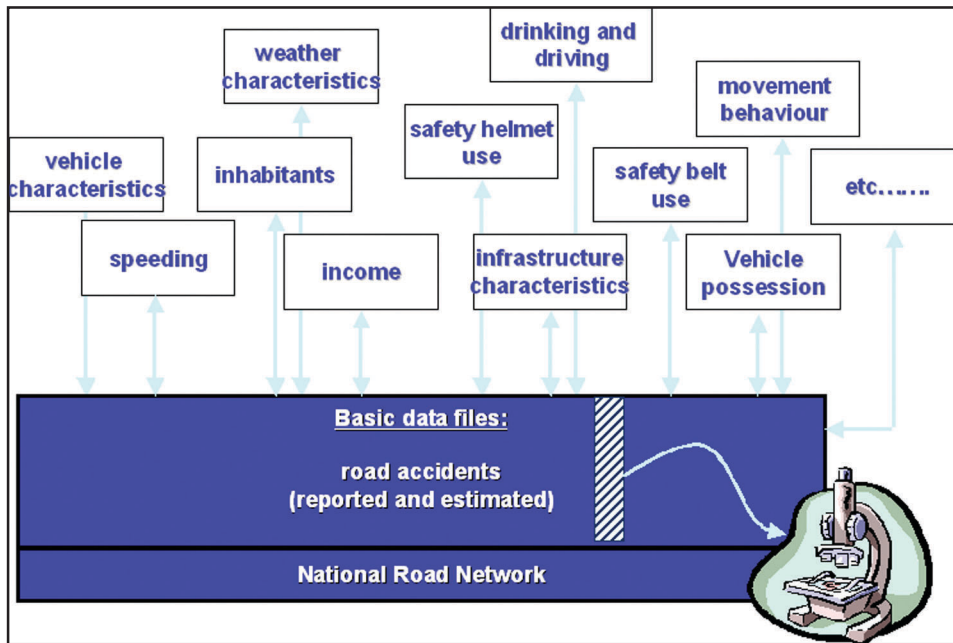 drinking and
driving
weather
characteristics
movement
behaviour
safety helmet
use
vehicle
characteristics
inhabitants
safety belt
use
etc…….
speeding
income
infrastructure
characteristics
Vehicle
possession
Basic data files:
road accidents
(reported and estimated)
National Road Network